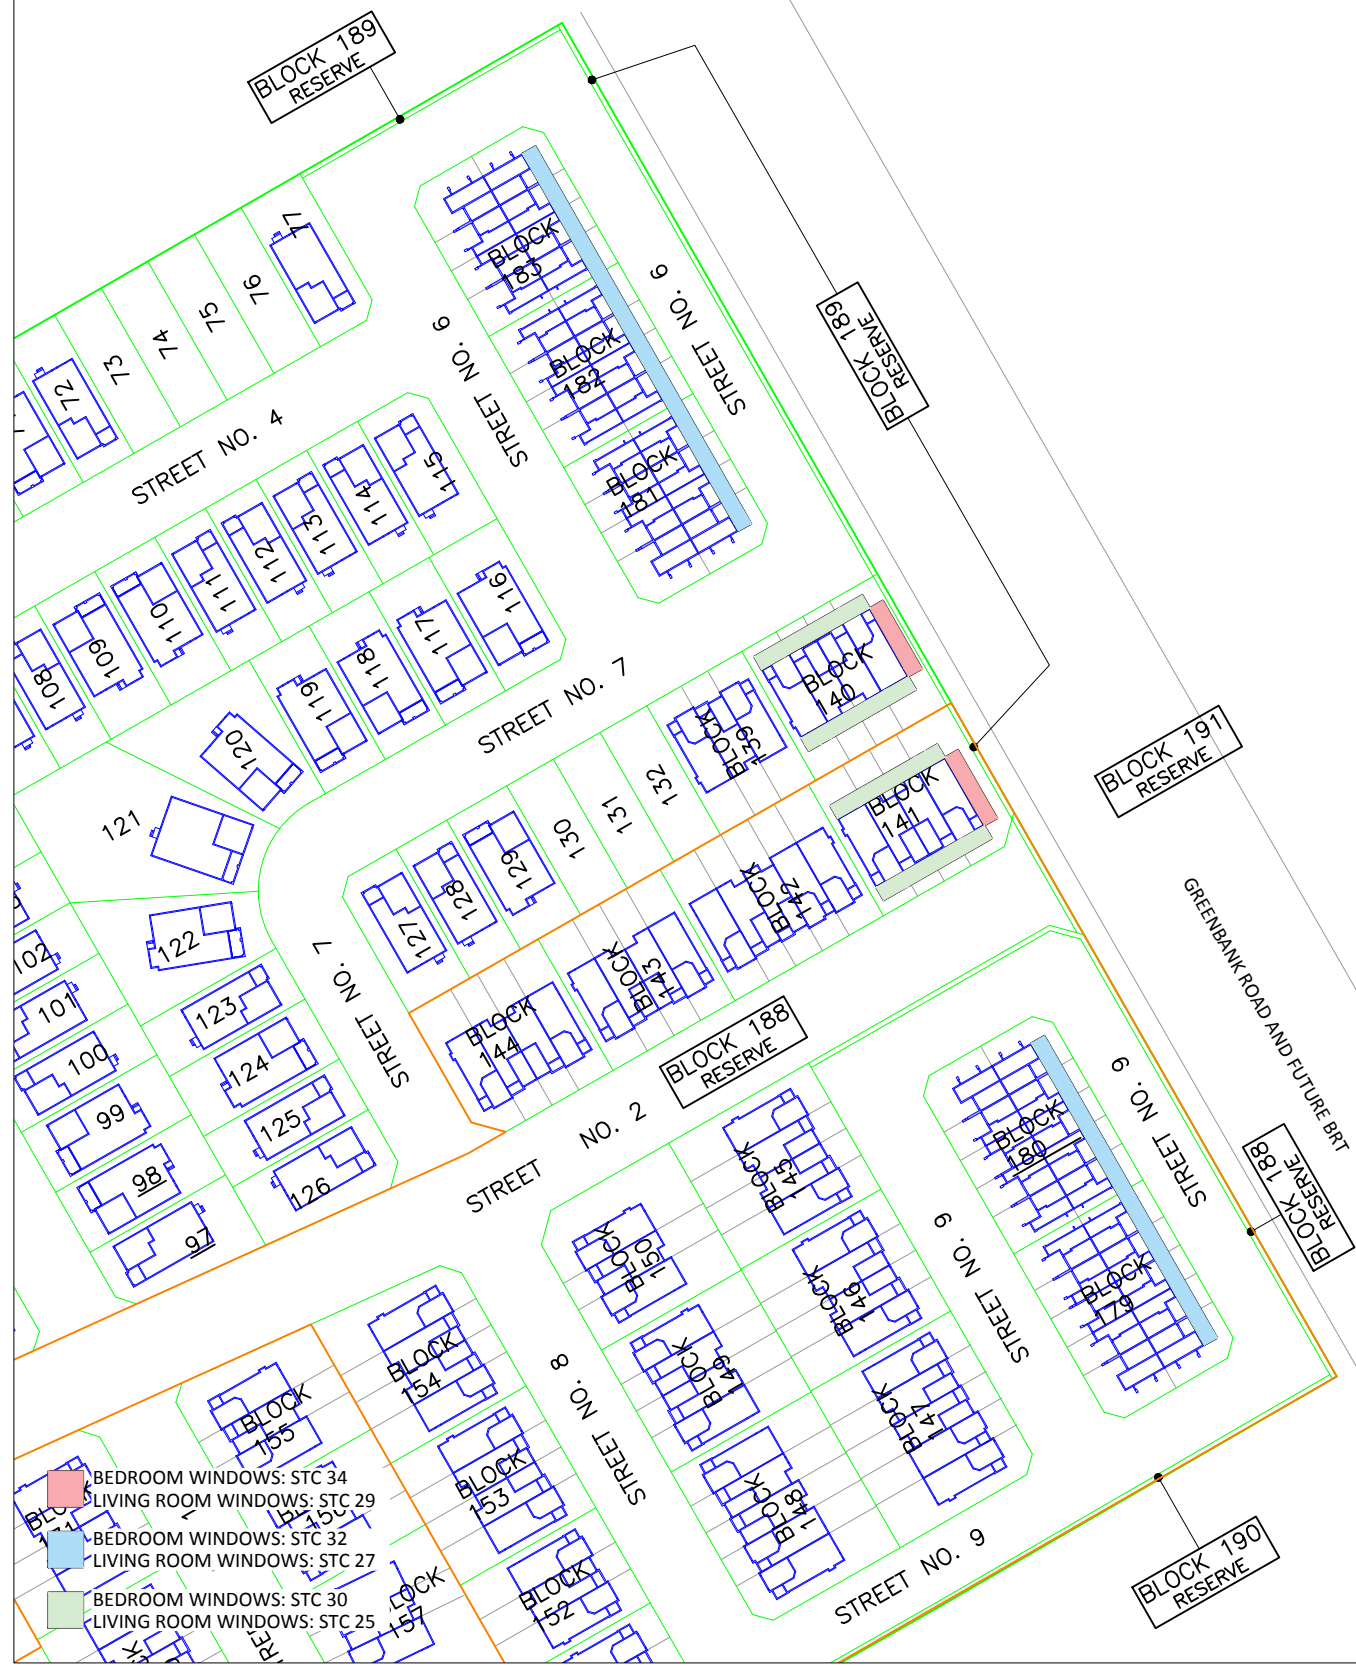 BLOCK 189
RESERVE
77
76
75
74
73
72
BLOCK
183
STREET NO. 6
STREET NO. 6
BLOCK
182
BLOCK
181
BLOCK 189
RESERVE
STREET NO. 4
115
114
113
112
111
110
109
108
116
117
118
119
120
121
122
STREET NO. 7
BLOCK
140
BLOCK
139
132
131
130
129
128
127
BLOCK
141
BLOCK
142
BLOCK
143
BLOCK
144
BLOCK 191
RESERVE
GREENBANK ROAD AND FUTURE BRT
STREET NO. 7
102
101
100
99
98
97
123
124
125
126
BLOCK 188
RESERVE
STREET NO. 2
BLOCK
145
BLOCK
146
BLOCK
147
BLOCK
150
BLOCK
149
BLOCK
148
BLOCK
180
BLOCK
179
STREET NO. 9
STREET NO. 9
BLOCK 188
RESERVE
STREET NO. 8
BLOCK
154
BLOCK
153
BLOCK
152
BLOCK
155
BLOCK
157
STREET NO. 9
BLOCK 190
RESERVE
BEDROOM WINDOWS: STC 34
LIVING ROOM WINDOWS: STC 29
BEDROOM WINDOWS: STC 32
LIVING ROOM WINDOWS: STC 27
BEDROOM WINDOWS: STC 30
LIVING ROOM WINDOWS: STC 25